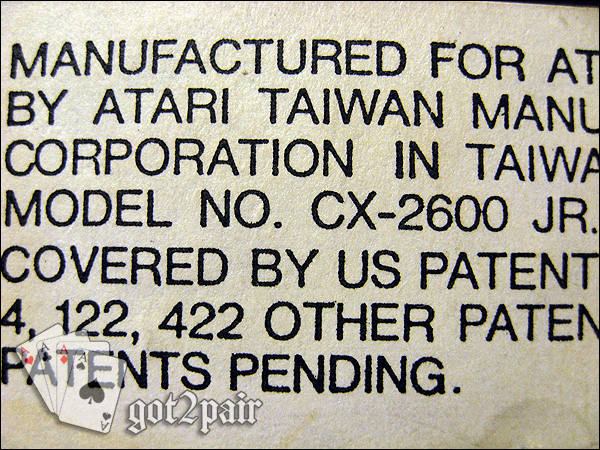 MANUFACTURED FOR AT
BY ATARI TAIWAN MANU
CORPORATION IN TAIWA
MODEL NO. CX-2600 JR.
COVERED BY US PATENT
4, 122, 422 OTHER PATEN
PATENTS PENDING.
got2pair